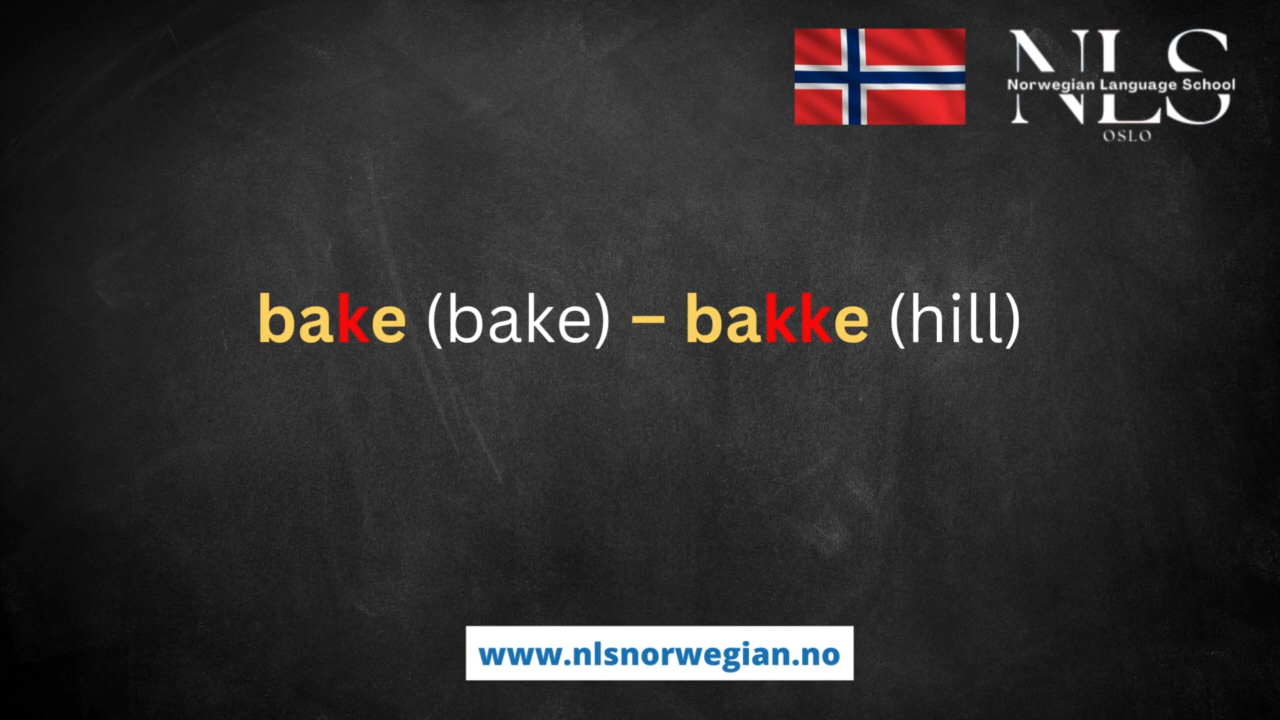 NLS
Norwegian Language School
OSLO
bake (bake) – bakke (hill)
www.nlsnorwegian.no